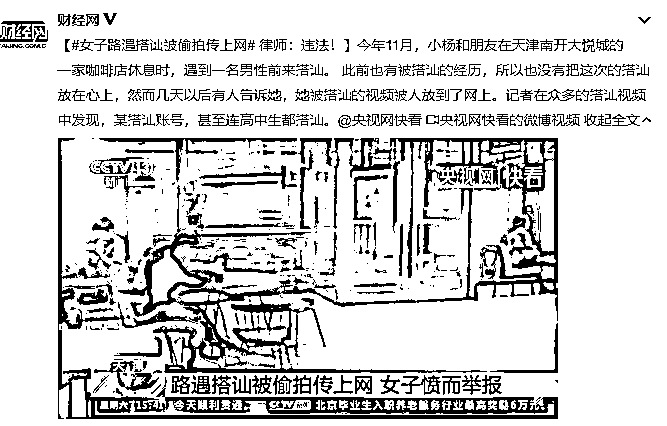 财经网
财经网 V
【#女子路遇搭讪被偷拍传上网# 律师：违法！】今年11月，小杨和朋友在天津南开大悦城的
一家咖啡店休息时，遇到一名男性前来搭讪。 此前也有被搭讪的经历，所以也没有把这次的搭讪
放在心上，然而几天以后有人告诉她，她被搭讪的视频被人放到了网上。记者在众多的搭讪视频
中发现，某搭讪账号，甚至连高中生都搭讪。@央视网快看 央视网快看的微博视频 收起全文
CCTV 13
央视网 快看
天津
路遇搭讪被偷拍传上网 女子愤而举报
CCTV 北京毕业生入职养老服务行业最高奖励6万元